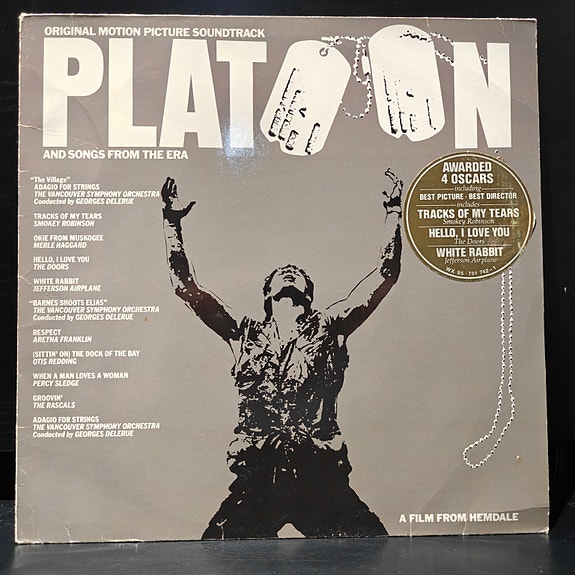 ORIGINAL MOTION PICTURE SOUNDTRACK
PLATOON
AND SONGS FROM THE ERA
"The Village"
ADAGIO FOR STRINGS
THE VANCOUVER SYMPHONY ORCHESTRA
Conducted by GEORGES DELERUE
TRACKS OF MY TEARS
SMOKEY ROBINSON
OKIE FROM MUSKOGEE
MERLE HAGGARD
HELLO, I LOVE YOU
THE DOORS
WHITE RABBIT
JEFFERSON AIRPLANE
"BARNES SHOOTS ELIAS"
THE VANCOUVER SYMPHONY ORCHESTRA
Conducted by GEORGES DELERUE
RESPECT
ARETHA FRANKLIN
(SITTIN' ON) THE DOCK OF THE BAY
OTIS REDDING
WHEN A MAN LOVES A WOMAN
PERCY SLEDGE
GROOVIN'
THE RASCALS
ADAGIO FOR STRINGS
THE VANCOUVER SYMPHONY ORCHESTRA
Conducted by GEORGES DELERUE
AWARDED
4 OSCARS
including
BEST PICTURE · BEST DIRECTOR
includes
TRACKS OF MY TEARS
Smokey Robinson
HELLO, I LOVE YOU
The Doors
WHITE RABBIT
Jefferson Airplane
WX 95 · 781 742-1
A FILM FROM HEMDALE